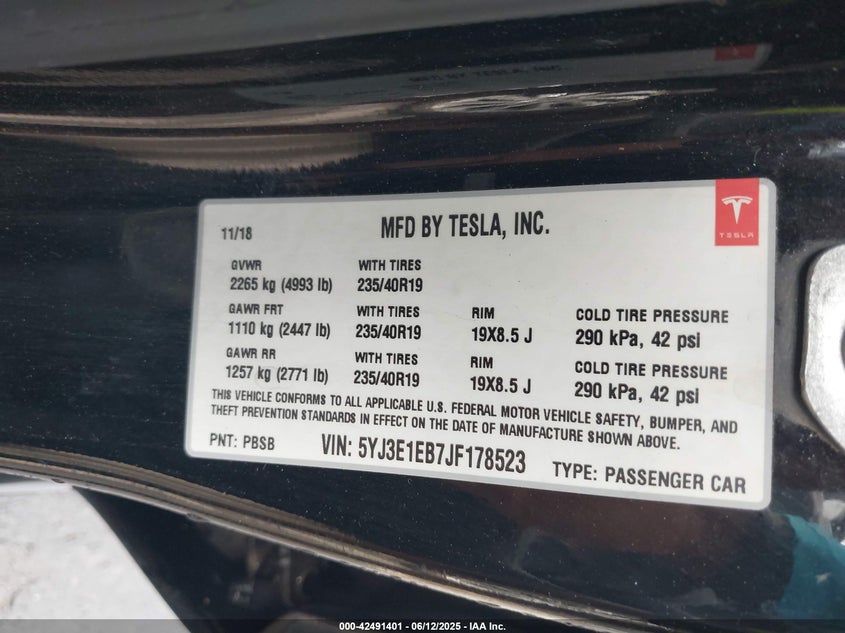 MFD BY TESLA, INC.
11/18 MFD BY TESLA, INC.
TESLA
GVWR WITH TIRES
2265 kg (4993 lb) 235/40R19
GAWR FRT WITH TIRES RIM COLD TIRE PRESSURE
1110 kg (2447 lb) 235/40R19 19X8.5 J 290 kPa, 42 psi
GAWR RR WITH TIRES RIM COLD TIRE PRESSURE
1257 kg (2771 lb) 235/40R19 19X8.5 J 290 kPa, 42 psi
THIS VEHICLE CONFORMS TO ALL APPLICABLE U.S. FEDERAL MOTOR VEHICLE SAFETY, BUMPER, AND
THEFT PREVENTION STANDARDS IN EFFECT ON THE DATE OF MANUFACTURE SHOWN ABOVE.
PNT: PBSB VIN: 5YJ3E1EB7JF178523 TYPE: PASSENGER CAR
000-42491401 - 06/12/2025 - IAA Inc.